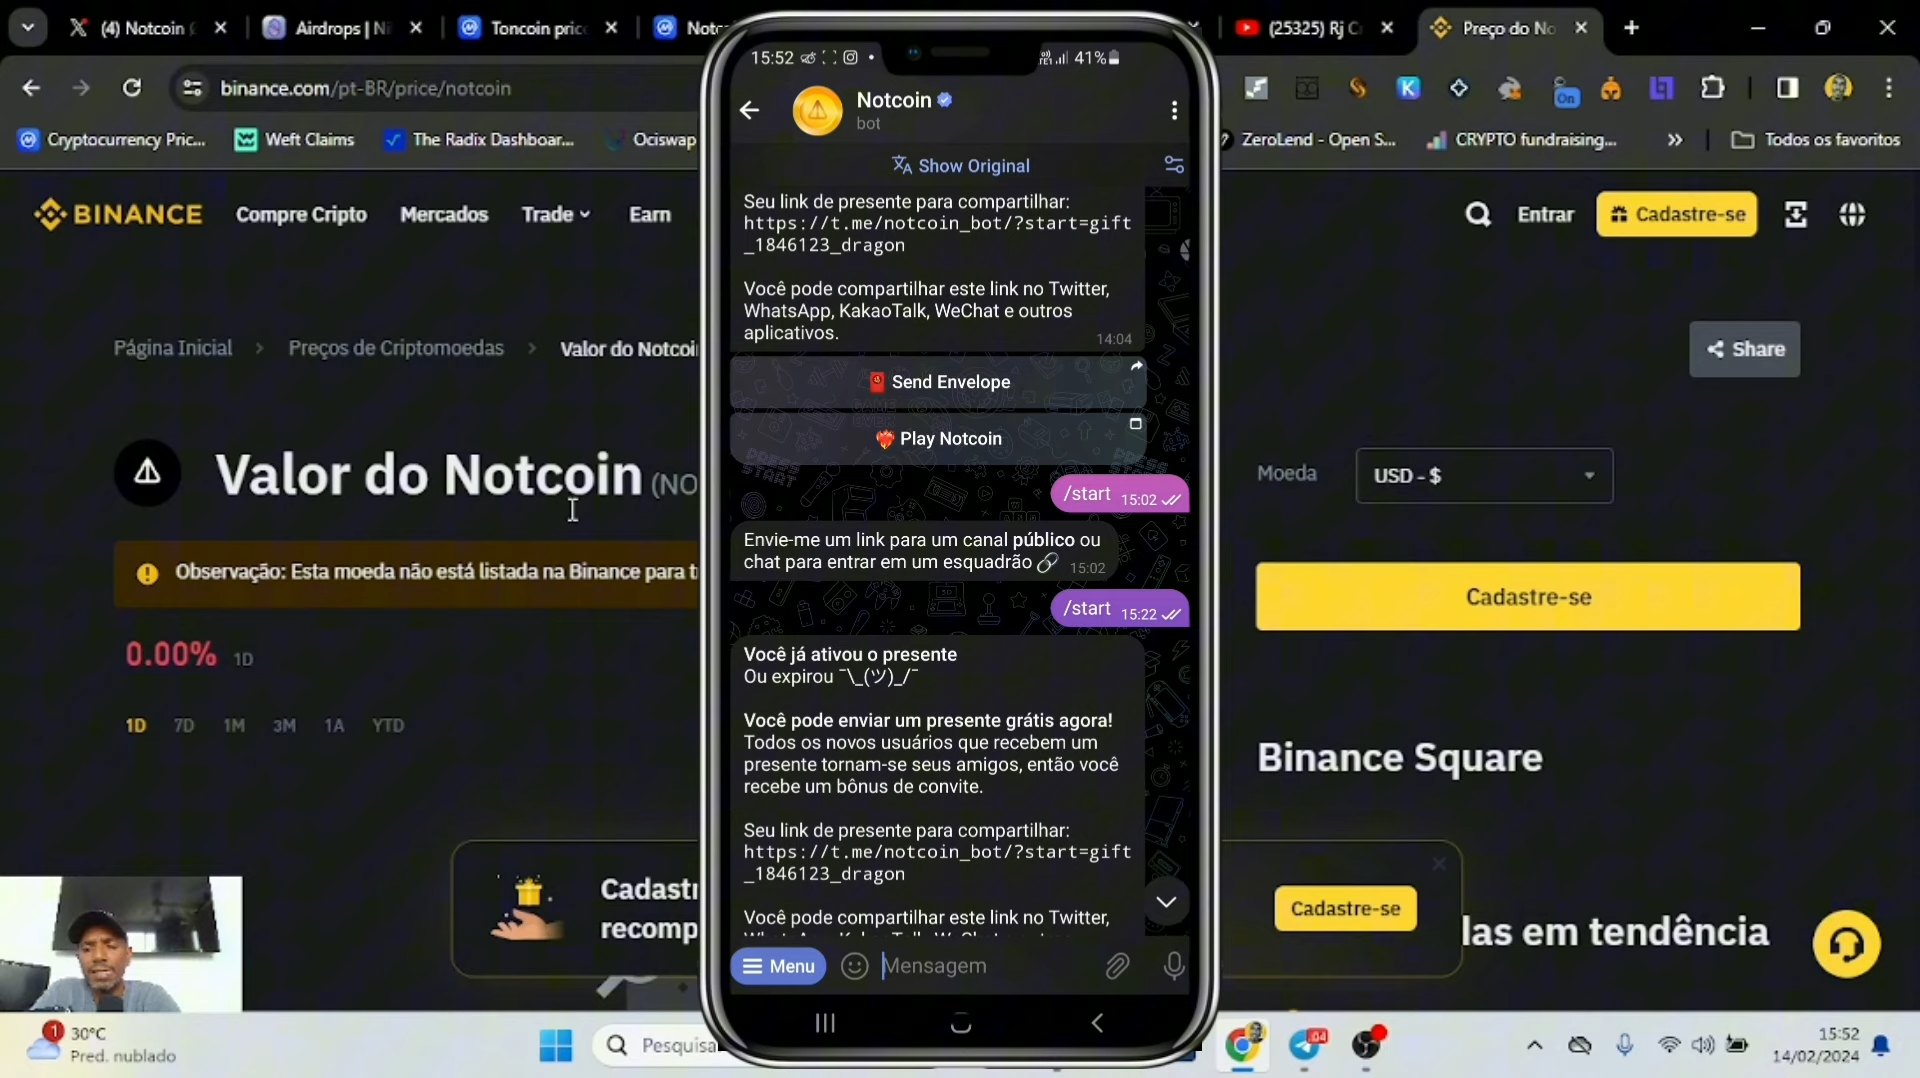 (4) Notcoin
Airdrops | Ni
Toncoin pric
Notc
(25325) Rj C
Preço do No
binance.com/pt-BR/price/notcoin
On
Cryptocurrency Pric...
Weft Claims
The Radix Dashboar...
Ociswap
ZeroLend - Open S...
CRYPTO fundraising...
Todos os favoritos
BINANCE
Compre Cripto
Mercados
Trade
Earn
Entrar
Cadastre-se
Página Inicial > Preços de Criptomoedas > Valor do Notcoi
Share
Valor do Notcoin (NO
Moeda
USD - $
Observação: Esta moeda não está listada na Binance para t
Cadastre-se
0.00% 1D
1D 7D 1M 3M 1A YTD
Binance Square
Cadast
recomp
Cadastre-se
las em tendência
15:52
41%
Notcoin
bot
Show Original
Seu link de presente para compartilhar:
https://t.me/notcoin_bot/?start=gift
_1846123_dragon
Você pode compartilhar este link no Twitter,
WhatsApp, KakaoTalk, WeChat e outros
aplicativos.
14:04
Send Envelope
Play Notcoin
/start 15:02
Envie-me um link para um canal público ou
chat para entrar em um esquadrão 🔗 15:02
/start 15:22
Você já ativou o presente
Ou expirou ¯\_(ツ)_/¯
Você pode enviar um presente grátis agora!
Todos os novos usuários que recebem um
presente tornam-se seus amigos, então você
recebe um bônus de convite.
Seu link de presente para compartilhar:
https://t.me/notcoin_bot/?start=gift
_1846123_dragon
Você pode compartilhar este link no Twitter,
Menu
Mensagem
1
30°C
Pred. nublado
Pesquisa
04
15:52
14/02/2024